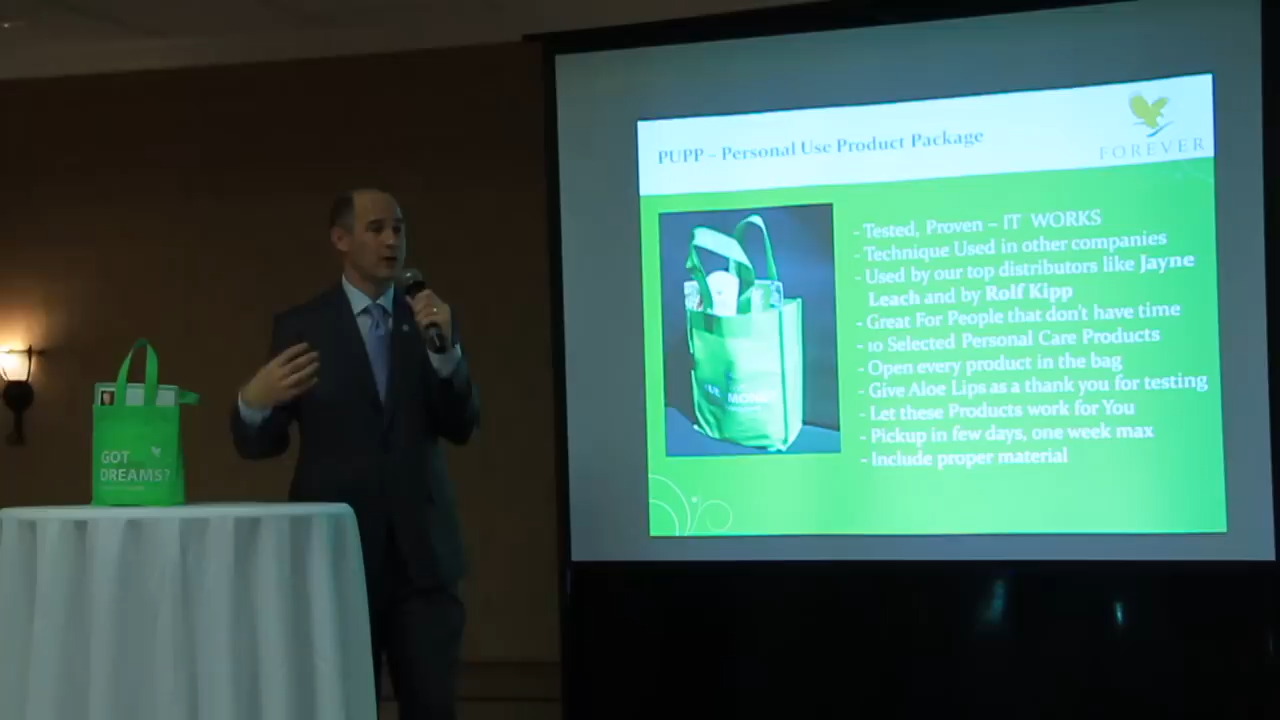 PUPP – Personal Use Product Package
FOREVER
- Tested, Proven – IT WORKS
- Technique Used in other companies
- Used by our top distributors like Jayne
Leach and by Rolf Kipp
- Great For People that don't have time
- 10 Selected Personal Care Products
- Open every product in the bag
- Give Aloe Lips as a thank you for testing
- Let these Products work for You
- Pickup in few days, one week max
- Include proper material
GOT
DREAMS?